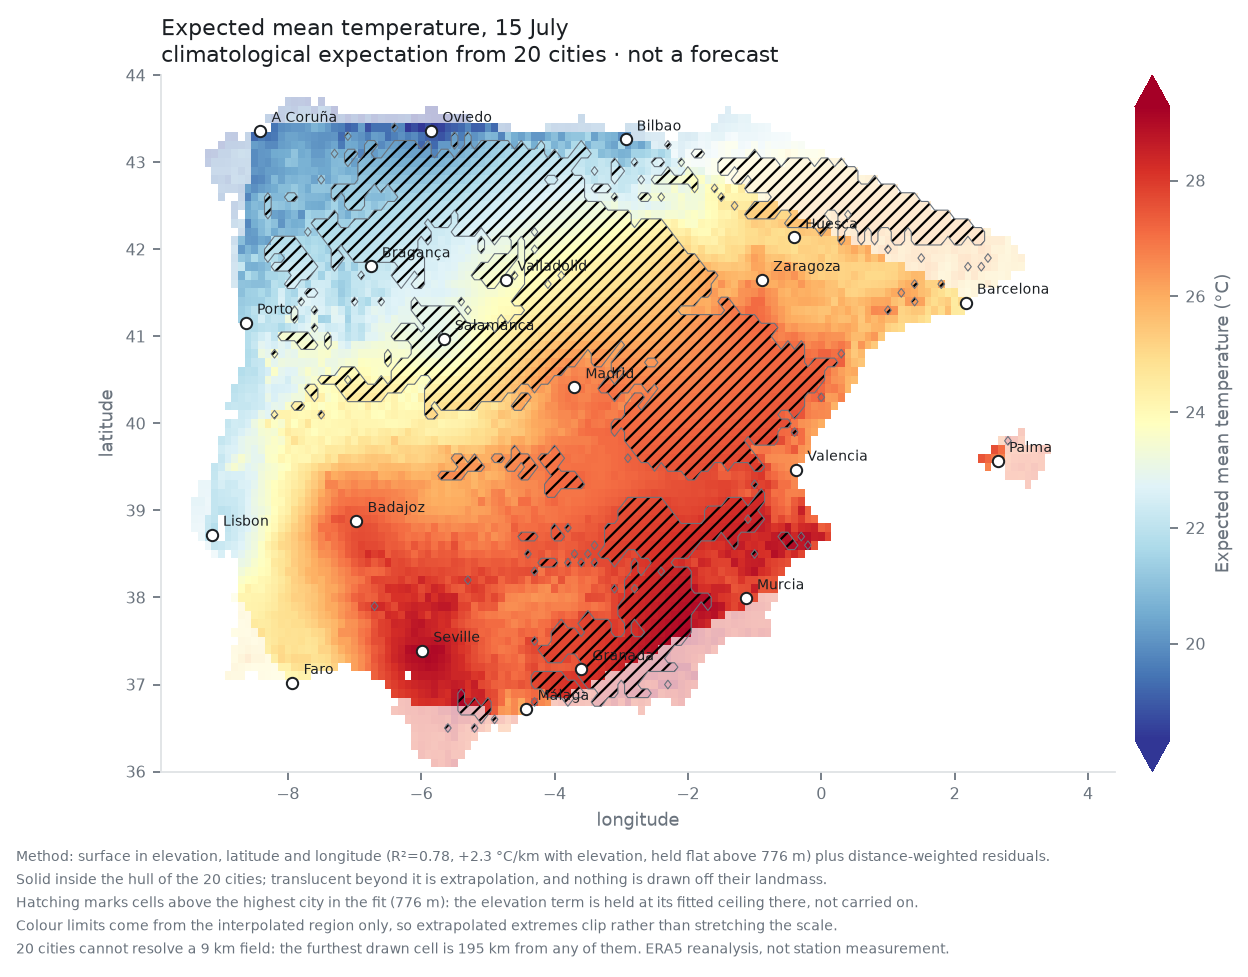 Expected mean temperature, 15 July
climatological expectation from 20 cities · not a forecast
44
43
42
41
40
39
38
37
36
latitude
−8
−6
−4
−2
0
2
4
longitude
A Coruña
Oviedo
Bilbao
Huesca
Bragança
Valladolid
Zaragoza
Barcelona
Porto
Salamanca
Madrid
Valencia
Palma
Badajoz
Lisbon
Murcia
Seville
Granada
Faro
Málaga
28
26
24
22
20
Expected mean temperature (°C)
Method: surface in elevation, latitude and longitude (R²=0.78, +2.3 °C/km with elevation, held flat above 776 m) plus distance-weighted residuals.
Solid inside the hull of the 20 cities; translucent beyond it is extrapolation, and nothing is drawn off their landmass.
Hatching marks cells above the highest city in the fit (776 m): the elevation term is held at its fitted ceiling there, not carried on.
Colour limits come from the interpolated region only, so extrapolated extremes clip rather than stretching the scale.
20 cities cannot resolve a 9 km field: the furthest drawn cell is 195 km from any of them. ERA5 reanalysis, not station measurement.